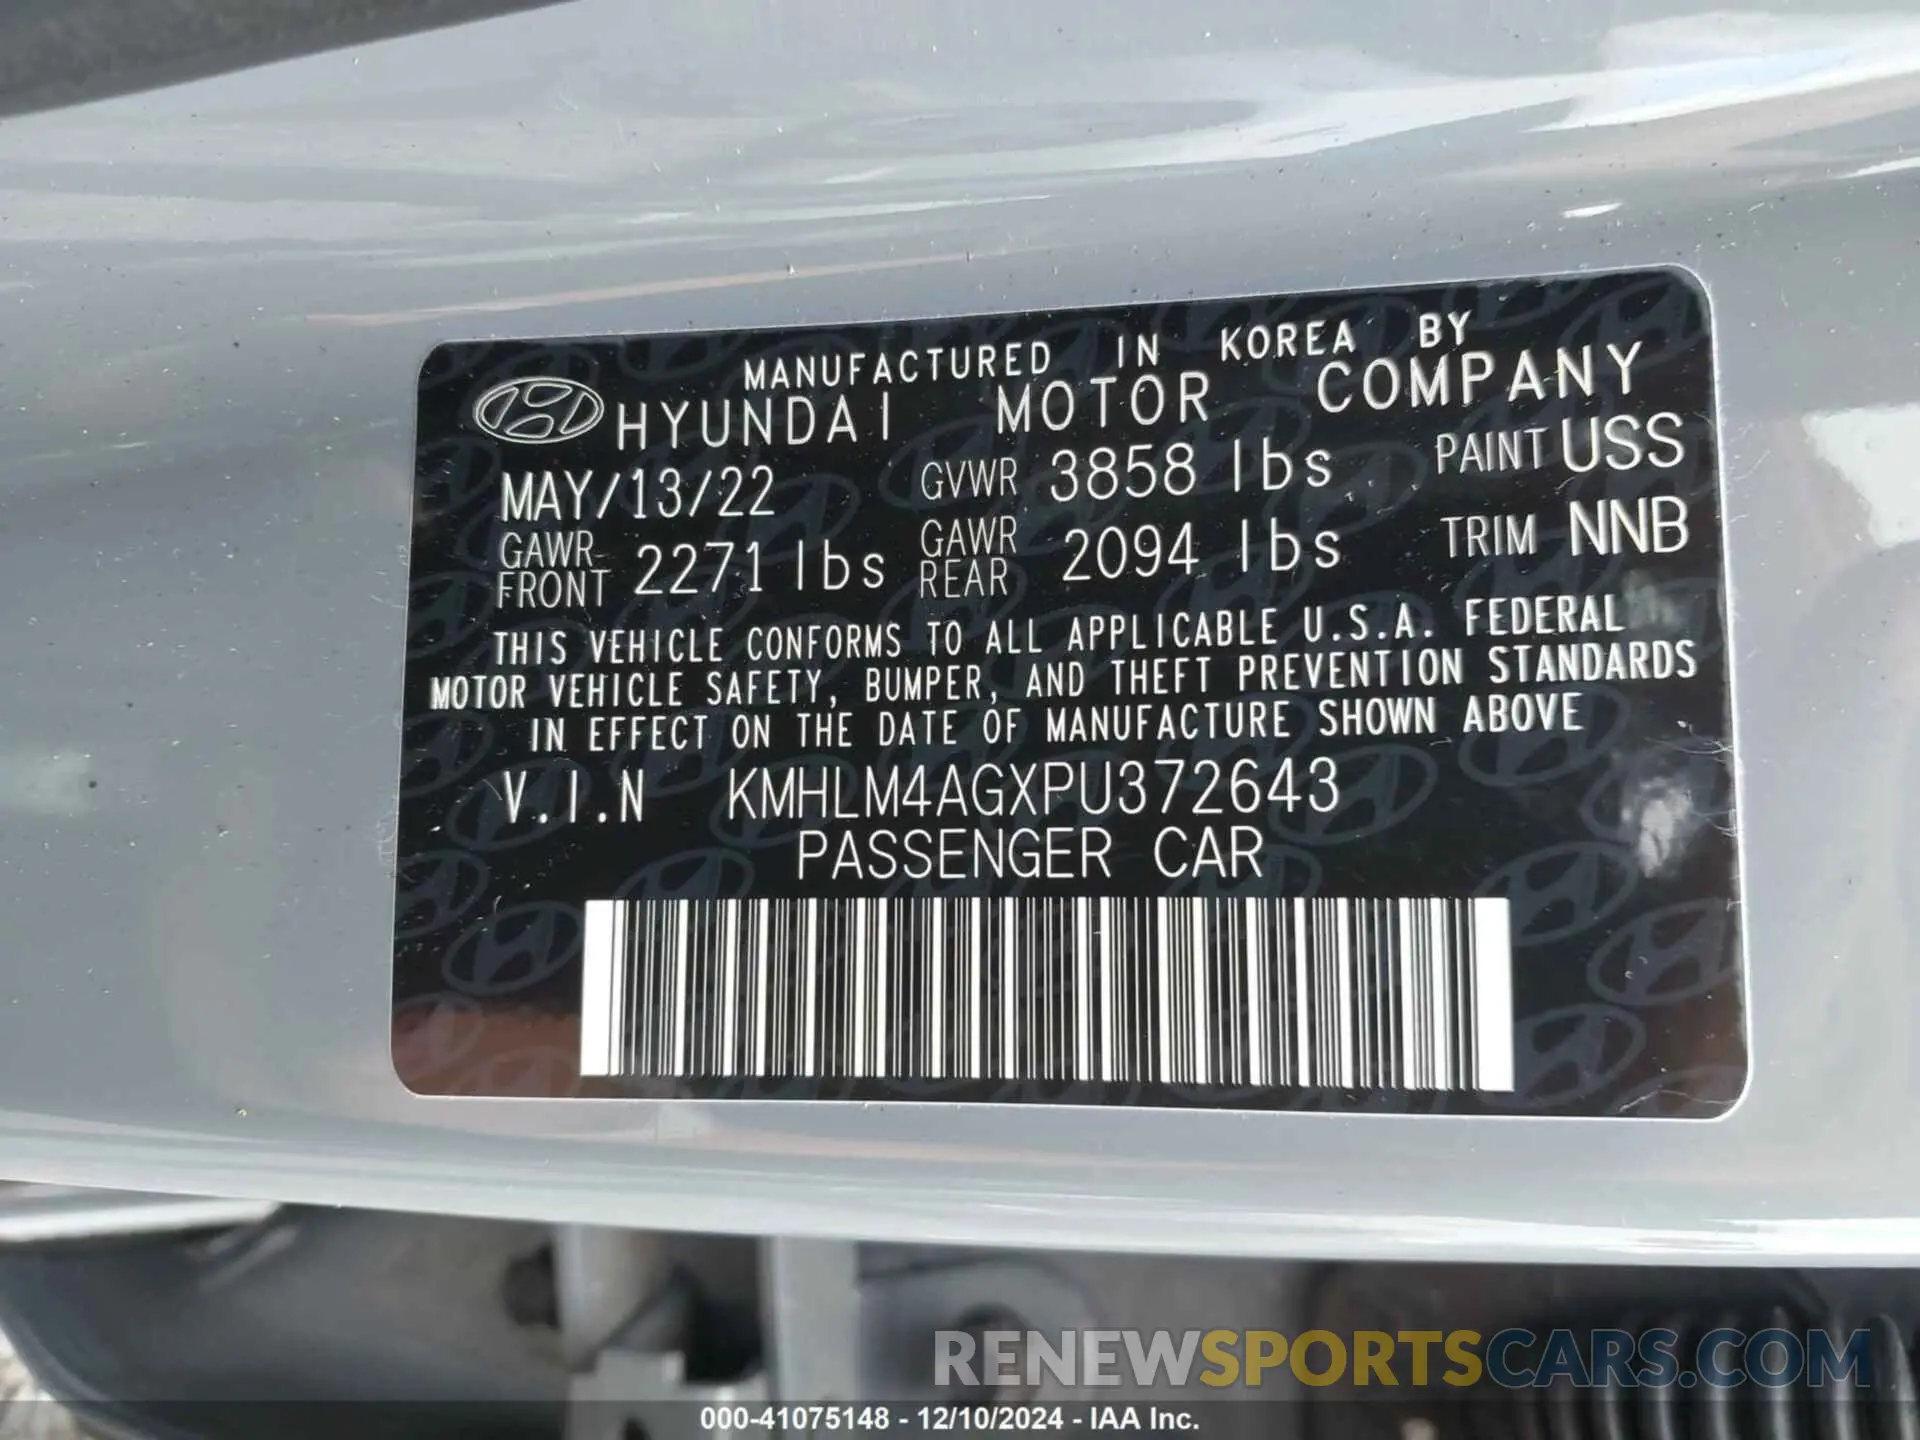 MANUFACTURED IN KOREA BY
HYUNDAI MOTOR COMPANY
MAY/13/22 GVWR 3858 lbs PAINT USS
GAWR FRONT 2271 lbs GAWR REAR 2094 lbs TRIM NNB
THIS VEHICLE CONFORMS TO ALL APPLICABLE U.S.A. FEDERAL
MOTOR VEHICLE SAFETY, BUMPER, AND THEFT PREVENTION STANDARDS
IN EFFECT ON THE DATE OF MANUFACTURE SHOWN ABOVE
V.I.N KMHLM4AGXPU372643
PASSENGER CAR
RENEWSPORTSCARS.COM
000-41075148 - 12/10/2024 - IAA Inc.